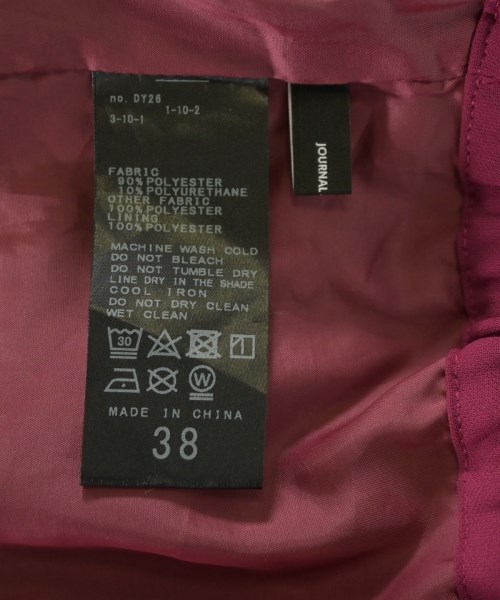 no. DY26
1-10-2
3-10-1
FABRIC
90% POLYESTER
10% POLYURETHANE
OTHER FABRIC
100% POLYESTER
LINING
100% POLYESTER
MACHINE WASH COLD
DO NOT BLEACH
DO NOT TUMBLE DRY
LINE DRY IN THE SHADE
COOL IRON
DO NOT DRY CLEAN
WET CLEAN
30
W
MADE IN CHINA
38
JOURNAL